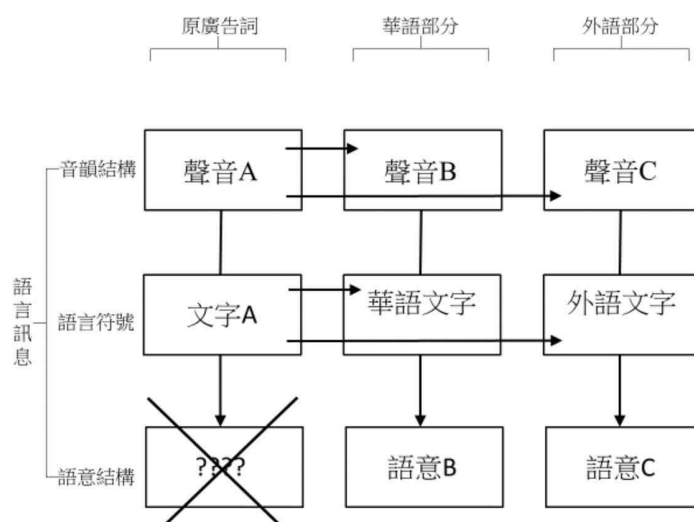 原廣告詞
華語部分
外語部分
音韻結構
聲音A
聲音B
聲音C
語言訊息
語言符號
文字A
華語文字
外語文字
語意結構
????
語意B
語意C